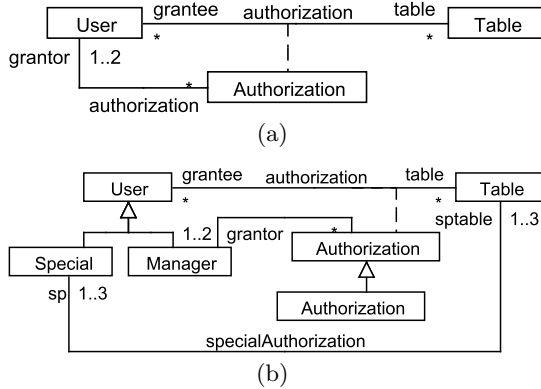 grantee authorization table
User * * Table
grantor 1..2
* Authorization
authorization
(a)
grantee authorization table
User * * Table
1..2 grantor * sptable 1..3
Special Manager Authorization
sp 1..3
Authorization
specialAuthorization
(b)